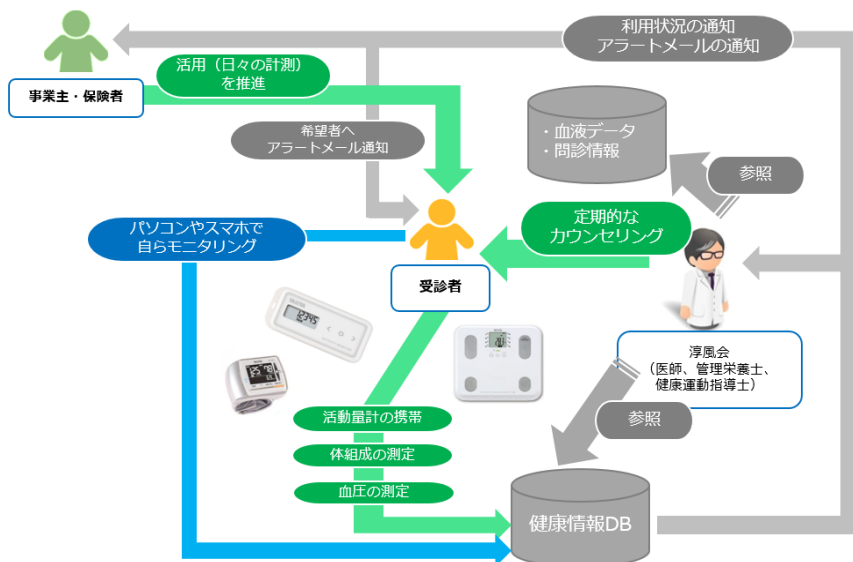 利用状況の通知
アラートメールの通知
活用（日々の計測）
を推進
事業主・保険者
希望者へ
アラートメール通知
・血液データ
・問診情報
参照
パソコンやスマホで
自らモニタリング
定期的な
カウンセリング
受診者
12345
淳風会
（医師、管理栄養士、
健康運動指導士）
参照
活動量計の携帯
体組成の測定
血圧の測定
健康情報DB